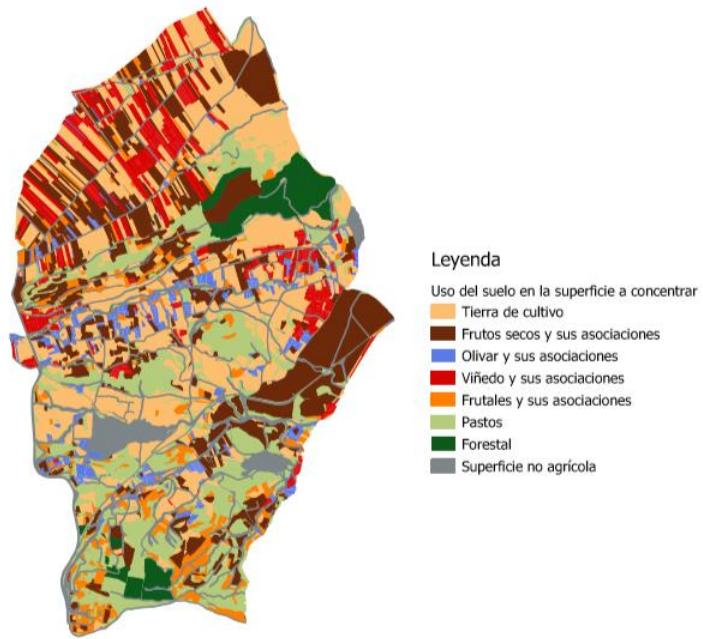 Leyenda
Uso del suelo en la superficie a concentrar
Tierra de cultivo
Frutos secos y sus asociaciones
Olivar y sus asociaciones
Viñedo y sus asociaciones
Frutales y sus asociaciones
Pastos
Forestal
Superficie no agrícola